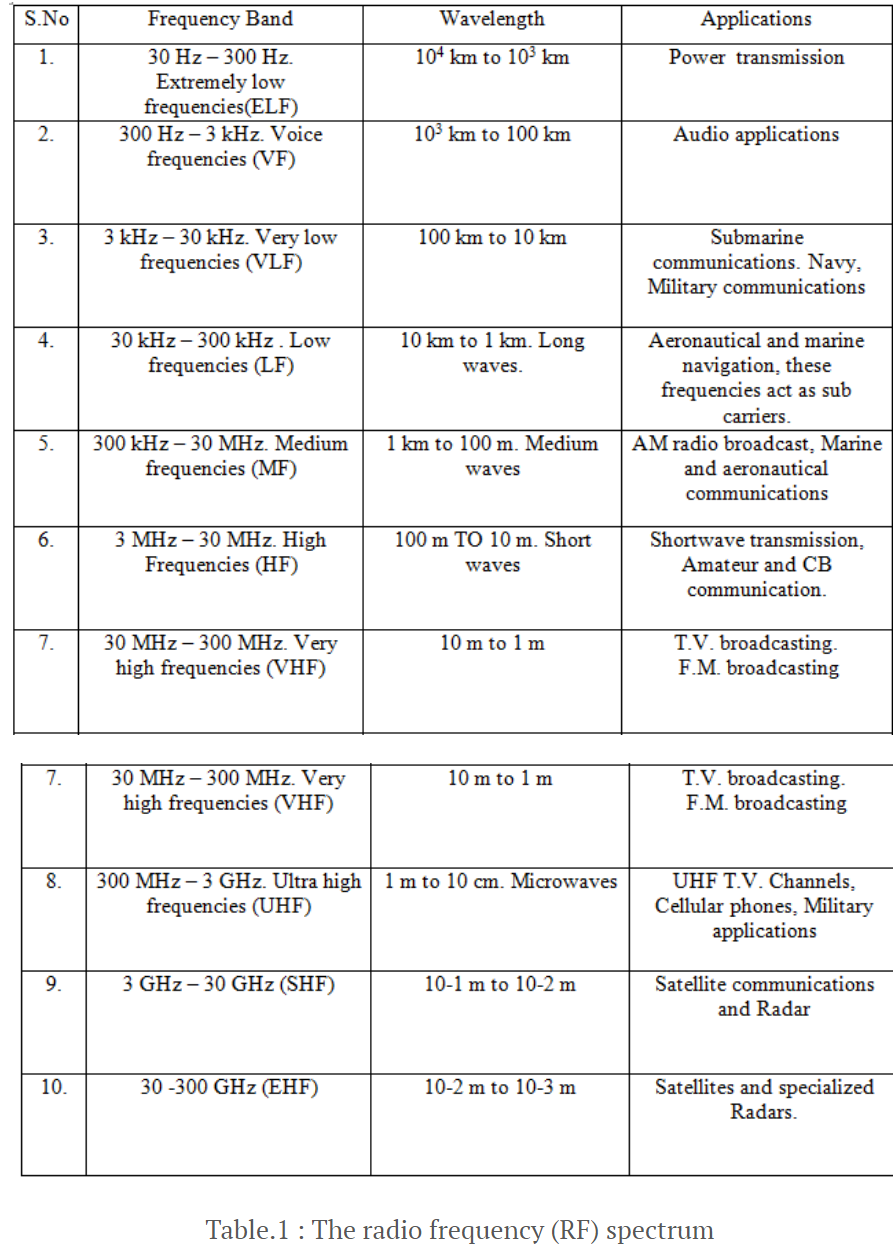 S.No Frequency Band Wavelength Applications
1. 30 Hz – 300 Hz. 10⁴ km to 10³ km Power transmission
Extremely low
frequencies(ELF)
2. 300 Hz – 3 kHz. Voice 10³ km to 100 km Audio applications
frequencies (VF)
3. 3 kHz – 30 kHz. Very low 100 km to 10 km Submarine
frequencies (VLF) communications. Navy,
Military communications
4. 30 kHz – 300 kHz . Low 10 km to 1 km. Long Aeronautical and marine
frequencies (LF) waves. navigation, these
frequencies act as sub
carriers.
5. 300 kHz – 30 MHz. Medium 1 km to 100 m. Medium AM radio broadcast, Marine
frequencies (MF) waves and aeronautical
communications
6. 3 MHz – 30 MHz. High 100 m TO 10 m. Short Shortwave transmission,
Frequencies (HF) waves Amateur and CB
communication.
7. 30 MHz – 300 MHz. Very 10 m to 1 m T.V. broadcasting.
high frequencies (VHF) F.M. broadcasting
7. 30 MHz – 300 MHz. Very 10 m to 1 m T.V. broadcasting.
high frequencies (VHF) F.M. broadcasting
8. 300 MHz – 3 GHz. Ultra high 1 m to 10 cm. Microwaves UHF T.V. Channels,
frequencies (UHF) Cellular phones, Military
applications
9. 3 GHz – 30 GHz (SHF) 10-1 m to 10-2 m Satellite communications
and Radar
10. 30 -300 GHz (EHF) 10-2 m to 10-3 m Satellites and specialized
Radars.
Table.1 : The radio frequency (RF) spectrum